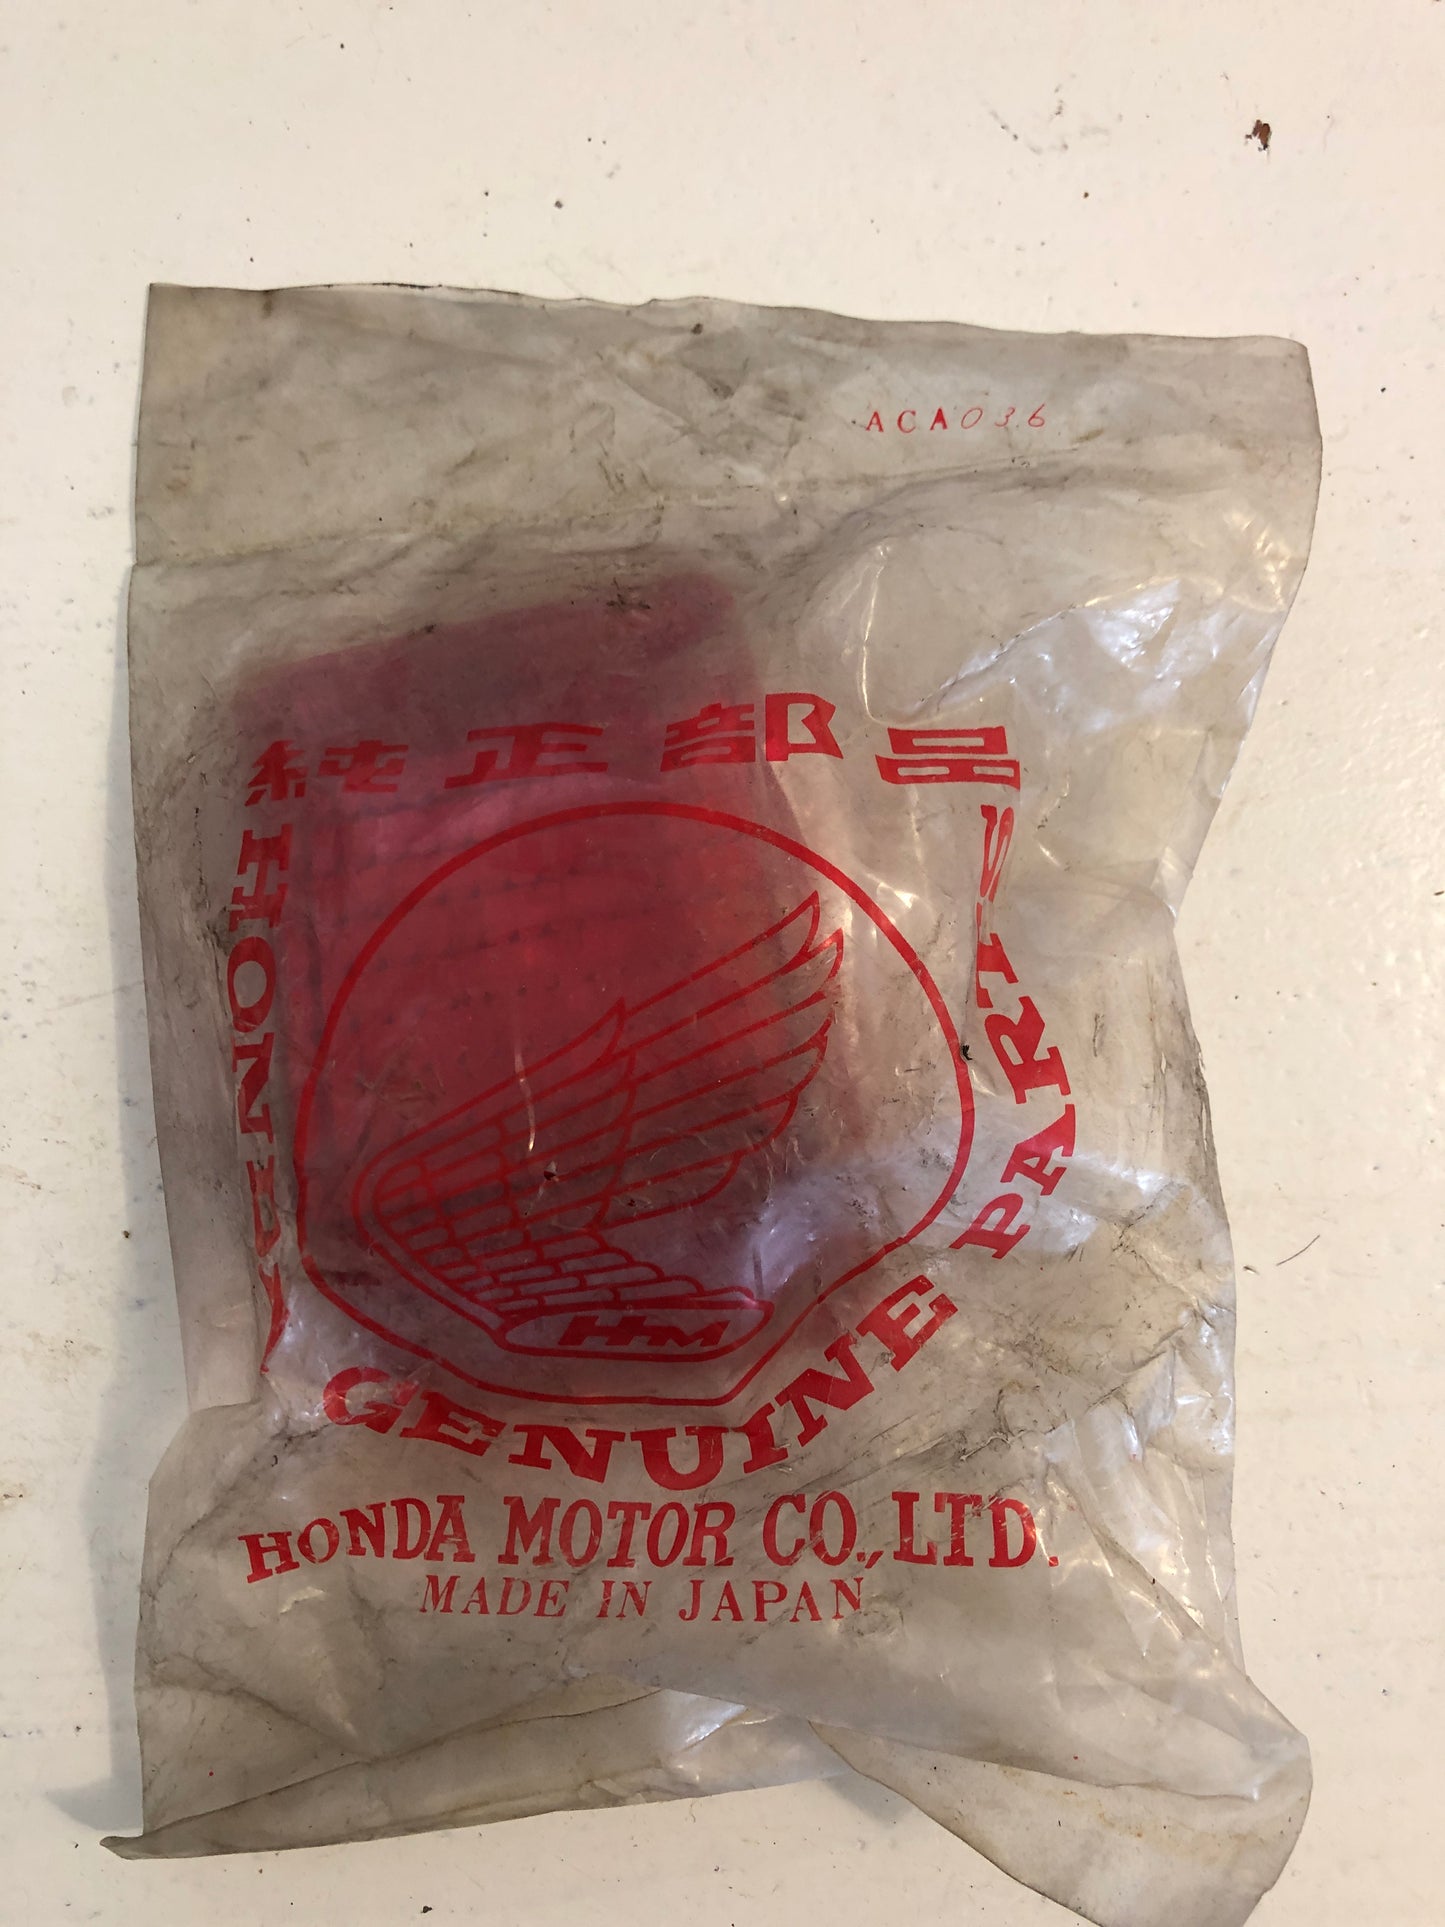 ACA036
純正部品
HONDA GENUINE PARTS
HM
HONDA MOTOR CO., LTD.
MADE IN JAPAN